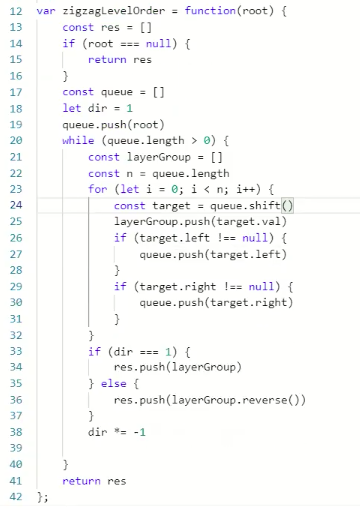 12 var zigzagLevelOrder = function(root) {
13     const res = []
14     if (root === null) {
15         return res
16     }
17     const queue = []
18     let dir = 1
19     queue.push(root)
20     while (queue.length > 0) {
21         const layerGroup = []
22         const n = queue.length
23         for (let i = 0; i < n; i++) {
24             const target = queue.shift()
25             layerGroup.push(target.val)
26             if (target.left !== null) {
27                 queue.push(target.left)
28             }
29             if (target.right !== null) {
30                 queue.push(target.right)
31             }
32         }
33         if (dir === 1) {
34             res.push(layerGroup)
35         } else {
36             res.push(layerGroup.reverse())
37         }
38         dir *= -1
39
40     }
41     return res
42 };